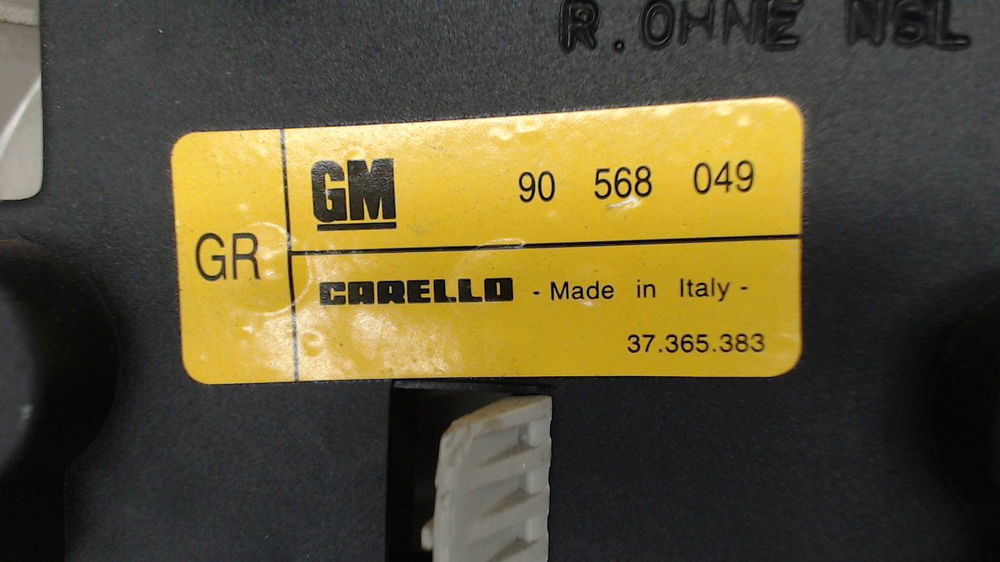 R. OHNE NSL
GR
GM 90 568 049
CARELLO - Made in Italy -
37.365.383